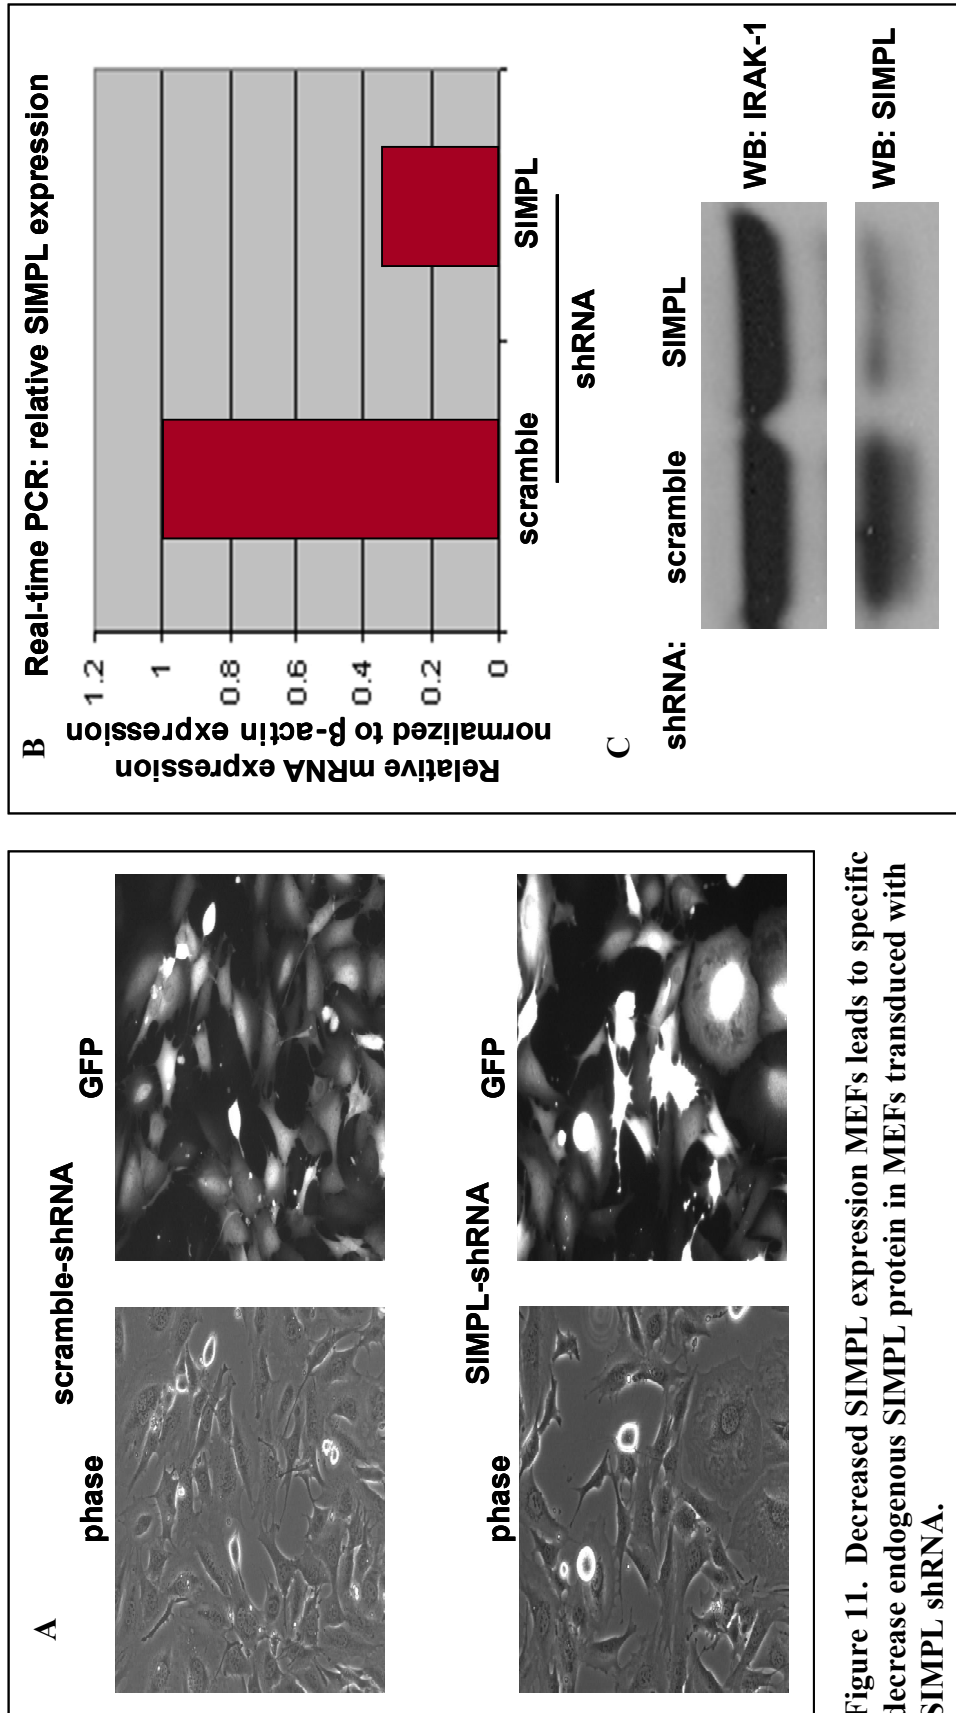 A
scramble-shRNA
phase
GFP
SIMPL-shRNA
phase
GFP
B
Real-time PCR: relative SIMPL expression
Relative mRNA expression
normalized to β-actin expression
1.2
1
0.8
0.6
0.4
0.2
0
scramble
SIMPL
shRNA
C
shRNA:
scramble
SIMPL
WB: IRAK-1
WB: SIMPL
Figure 11. Decreased SIMPL expression MEFs leads to specific
decrease endogenous SIMPL protein in MEFs transduced with
SIMPL shRNA.